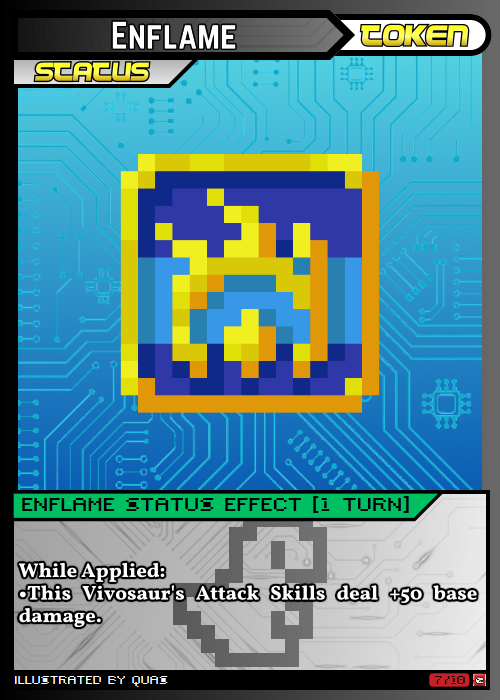 Enflame
TOKEN
STATUS
ENFLAME STATUS EFFECT [1 TURN]
While Applied:
•This Vivosaur's Attack Skills deal +50 base
damage.
ILLUSTRATED BY QUAS
7/10